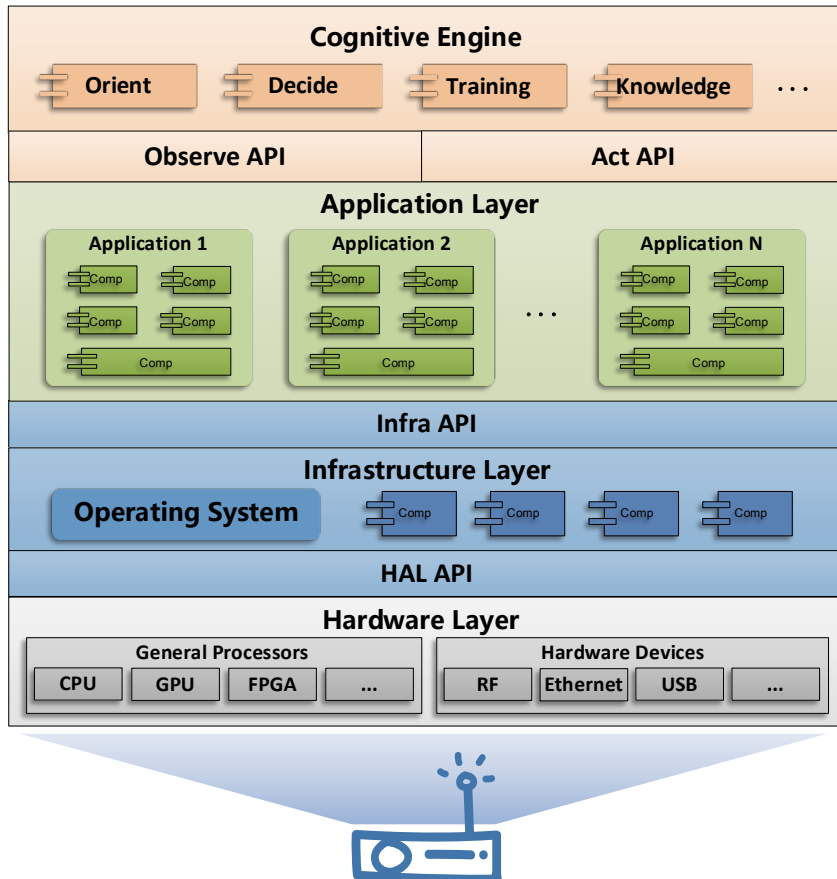 Cognitive Engine
Orient Decide Training Knowledge ...
Observe API Act API
Application Layer
Application 1 Application 2 Application N
Comp Comp Comp Comp Comp Comp
...
Comp Comp Comp Comp Comp Comp
Comp Comp Comp
Infra API
Infrastructure Layer
Operating System Comp Comp Comp Comp
HAL API
Hardware Layer
General Processors Hardware Devices
CPU GPU FPGA ... RF Ethernet USB ...